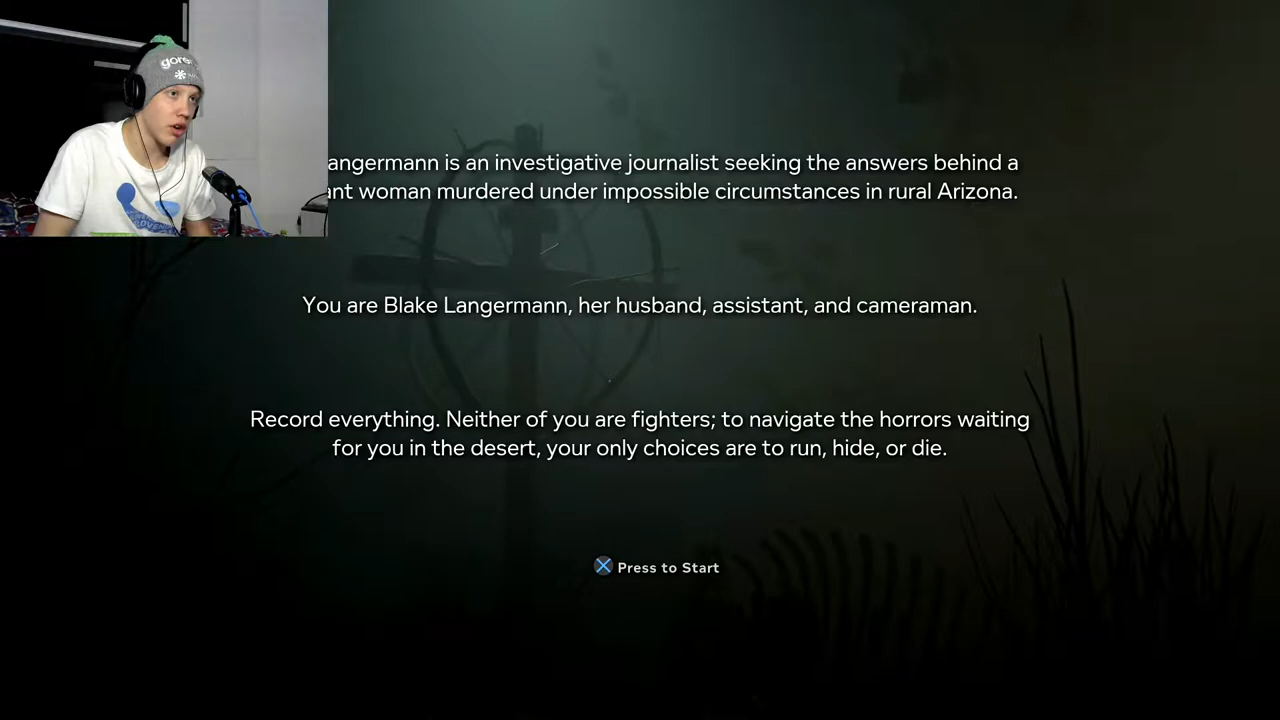 gore
angermann is an investigative journalist seeking the answers behind a
ant woman murdered under impossible circumstances in rural Arizona.
You are Blake Langermann, her husband, assistant, and cameraman.
Record everything. Neither of you are fighters; to navigate the horrors waiting
for you in the desert, your only choices are to run, hide, or die.
Press to Start